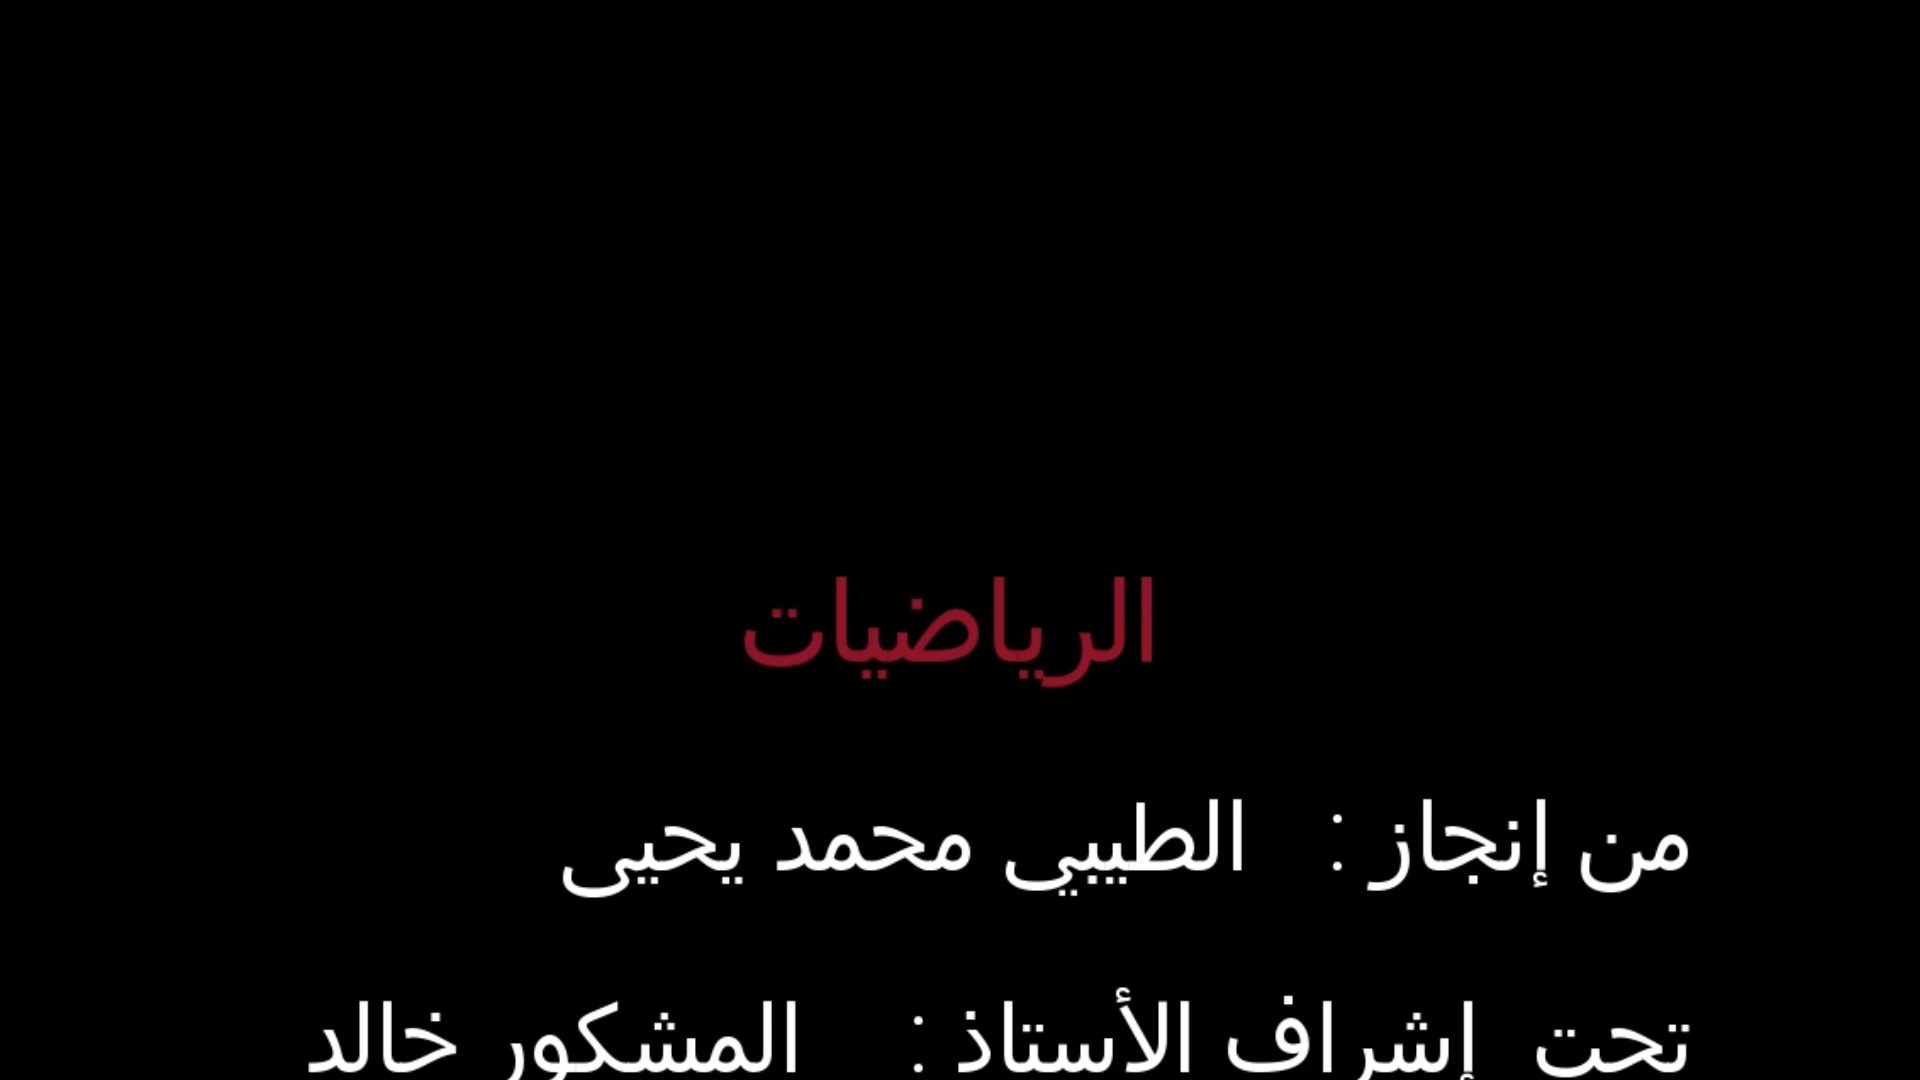 الرياضيات
من إنجاز : الطيبي محمد يحيى
تحت إشراف الأستاذ : المشكور خالد